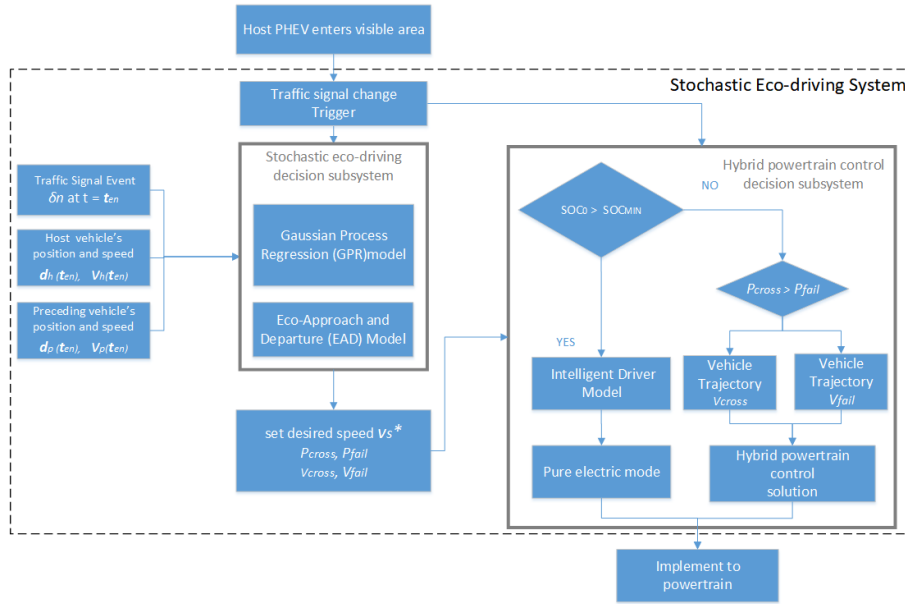 Host PHEV enters visible area
Stochastic Eco-driving System
Traffic signal change
Trigger
Stochastic eco-driving
decision subsystem
Gaussian Process
Regression (GPR)model
Eco-Approach and
Departure (EAD) Model
Traffic Signal Event
δn at t = ten
Host vehicle's
position and speed
dh (ten), Vh(ten)
Preceding vehicle's
position and speed
dp (ten), Vp(ten)
set desired speed vs*
Pcross, Pfail
vcross, Vfail
Hybrid powertrain control
decision subsystem
SOC0 > SOCMIN
NO
YES
Pcross > Pfail
Intelligent Driver
Model
Vehicle
Trajectory
Vcross
Vehicle
Trajectory
Vfail
Pure electric mode
Hybrid powertrain
control
solution
Implement to
powertrain